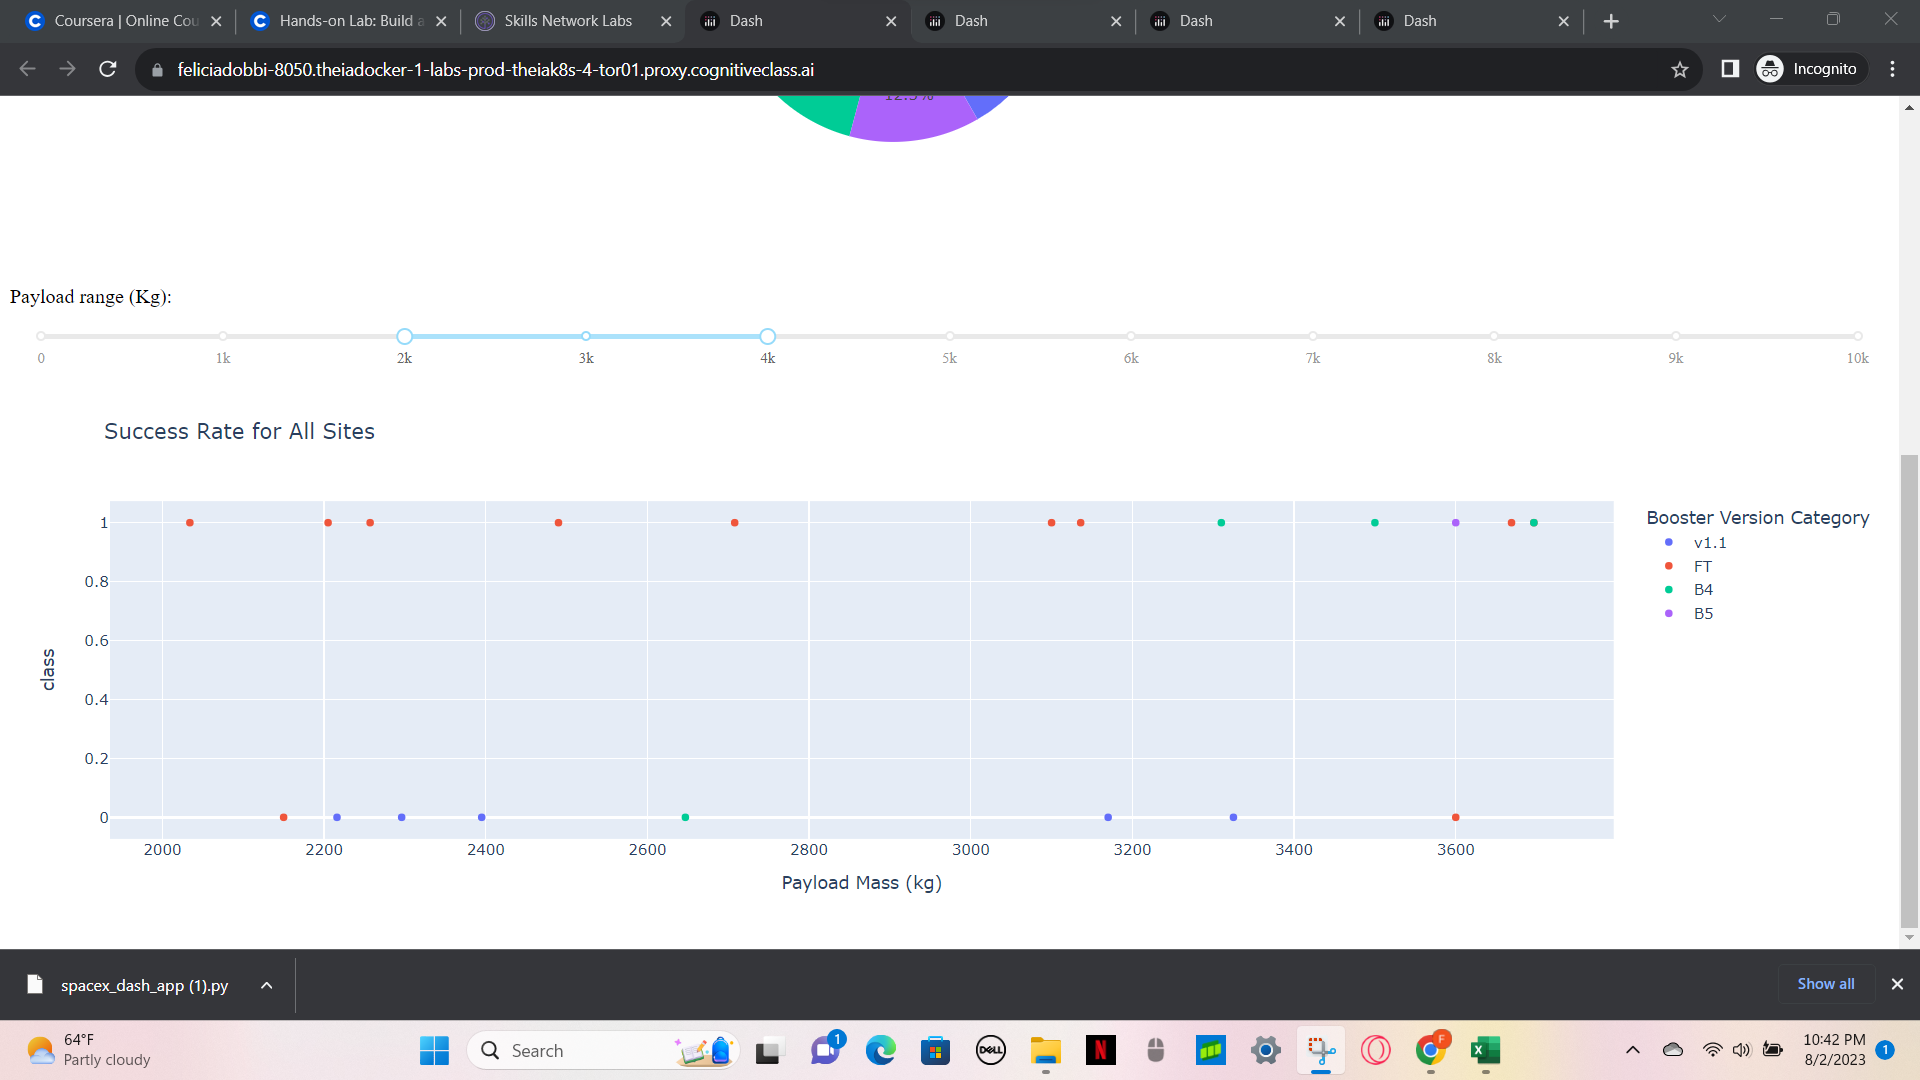 Coursera | Online Cou
Hands-on Lab: Build a
Skills Network Labs
Dash
Dash
Dash
Dash
feliciadobbi-8050.theiadocker-1-labs-prod-theiak8s-4-tor01.proxy.cognitiveclass.ai
Incognito
12.5%
Payload range (Kg):
0 1k 2k 3k 4k 5k 6k 7k 8k 9k 10k
Success Rate for All Sites
Booster Version Category
v1.1
FT
B4
B5
1
0.8
0.6
0.4
0.2
0
class
2000 2200 2400 2600 2800 3000 3200 3400 3600
Payload Mass (kg)
spacex_dash_app (1).py
Show all
64°F
Partly cloudy
Search
1
DELL
N
F
10:42 PM
8/2/2023
1